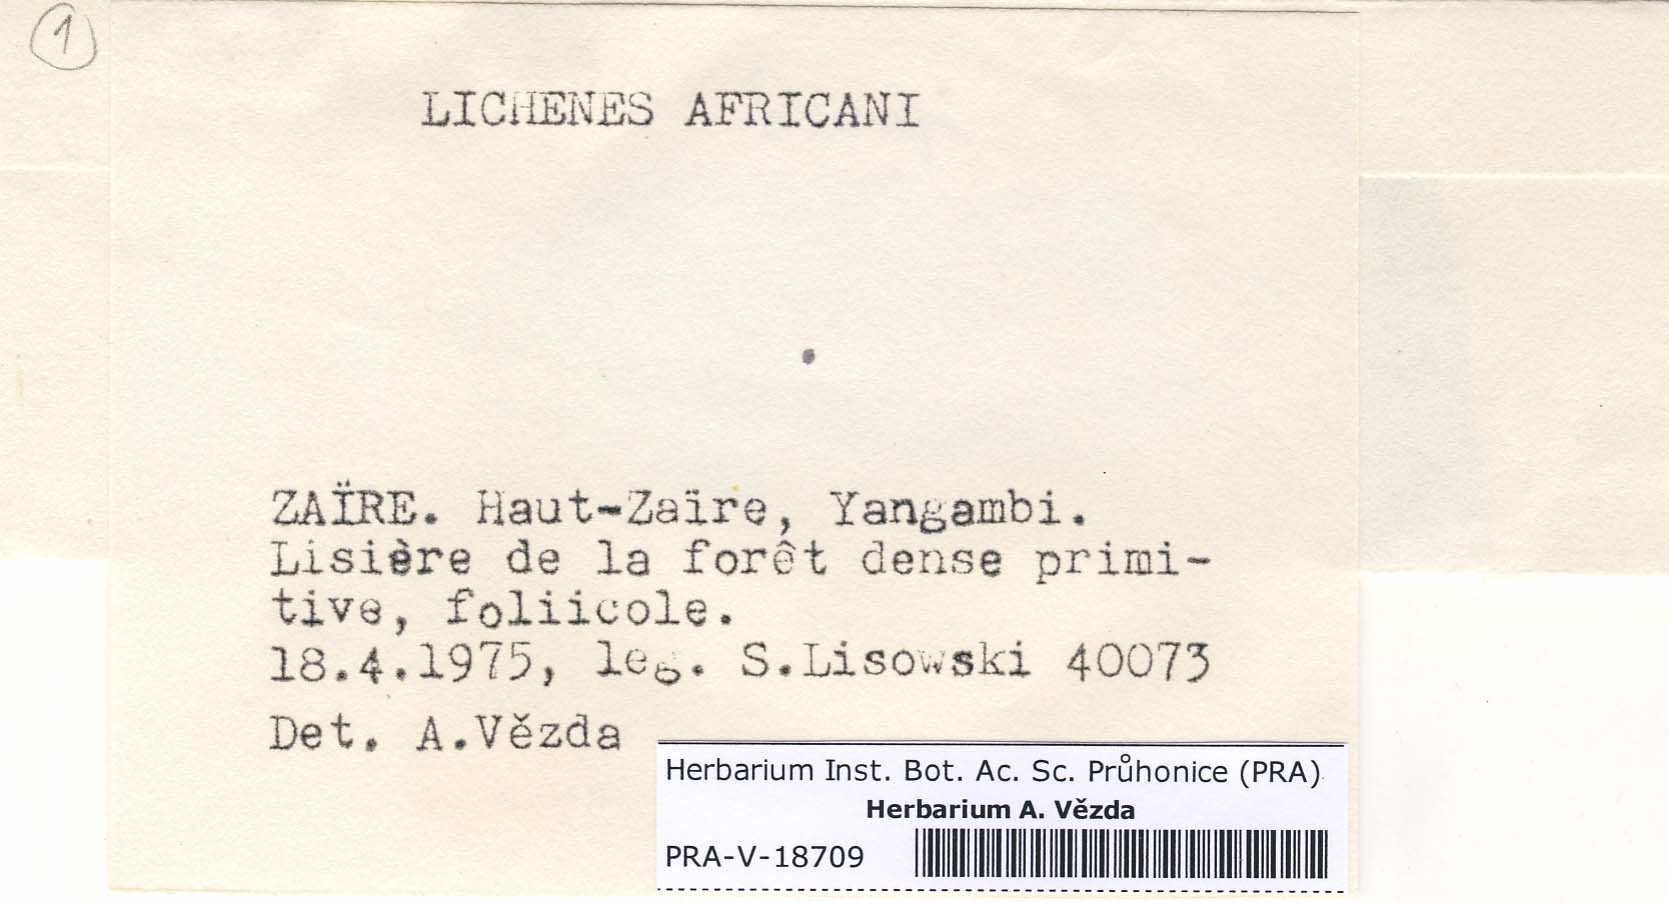 1
LICHENES AFRICANI
ZAÏRE. Haut-Zaïre, Yangambi.
Lisière de la forêt dense primi-
tive, foliicole.
18.4.1975, leg. S.Lisowski 40073
Det. A.Vězda
Herbarium Inst. Bot. Ac. Sc. Průhonice (PRA)
Herbarium A. Vězda
PRA-V-18709